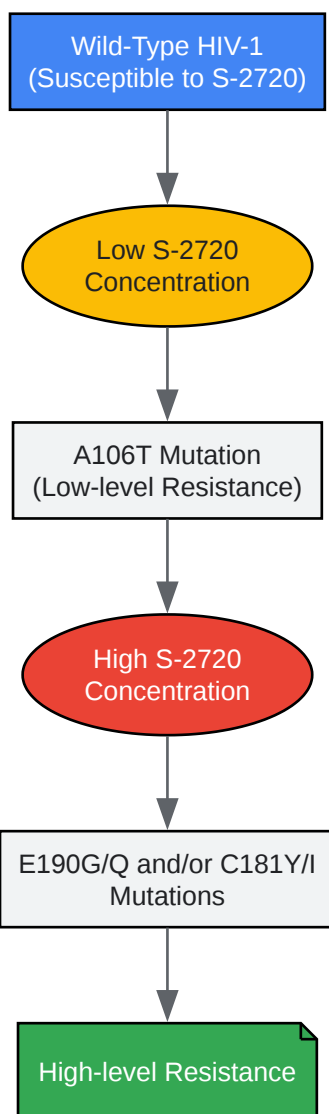 Wild-Type HIV-1
(Susceptible to S-2720)
Low S-2720
Concentration
A106T Mutation
(Low-level Resistance)
High S-2720
Concentration
E190G/Q and/or C181Y/I
Mutations
High-level Resistance